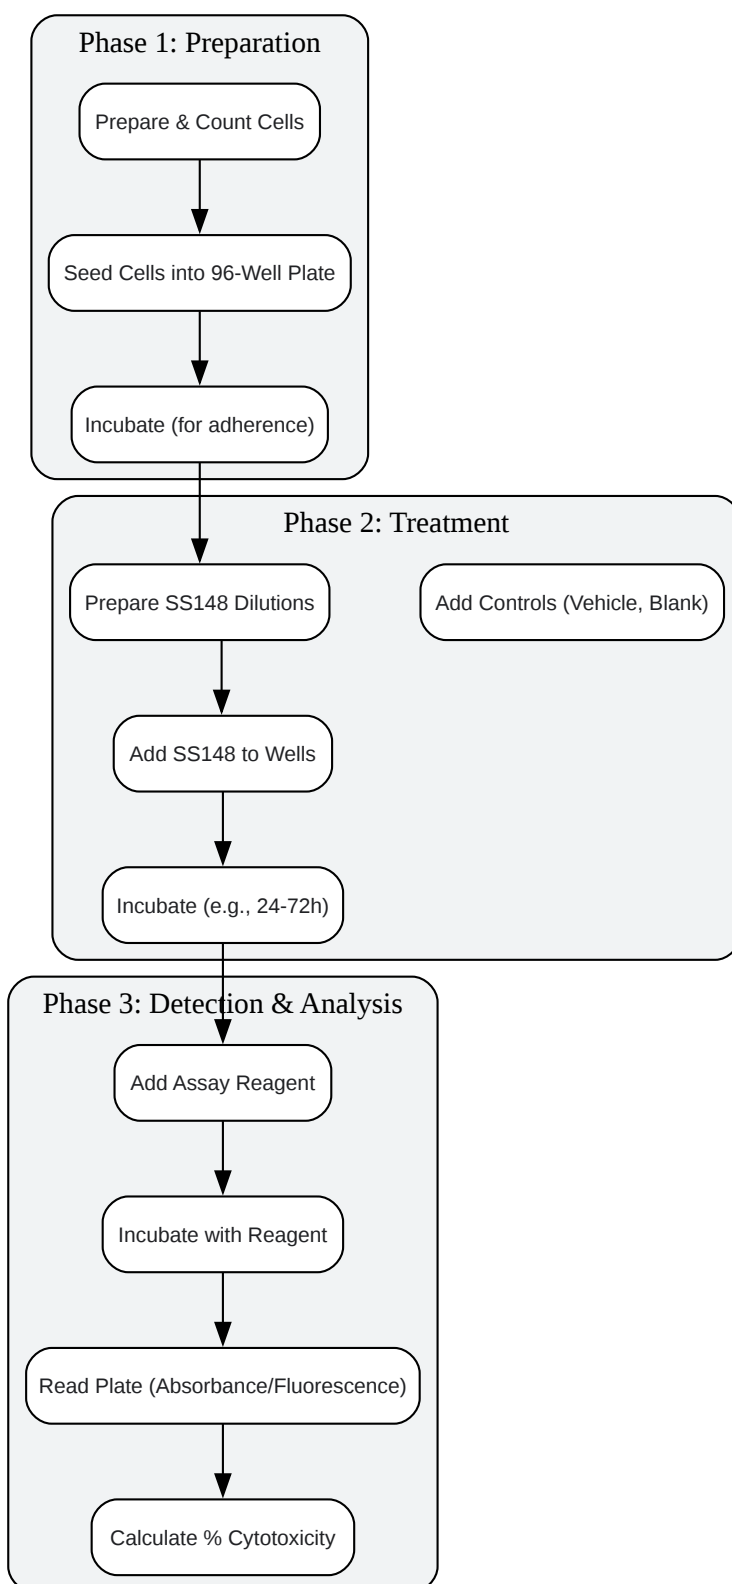 Phase 1: Preparation
Prepare & Count Cells
Seed Cells into 96-Well Plate
Incubate (for adherence)
Phase 2: Treatment
Prepare SS148 Dilutions
Add Controls (Vehicle, Blank)
Add SS148 to Wells
Incubate (e.g., 24-72h)
Phase 3: Detection & Analysis
Add Assay Reagent
Incubate with Reagent
Read Plate (Absorbance/Fluorescence)
Calculate % Cytotoxicity